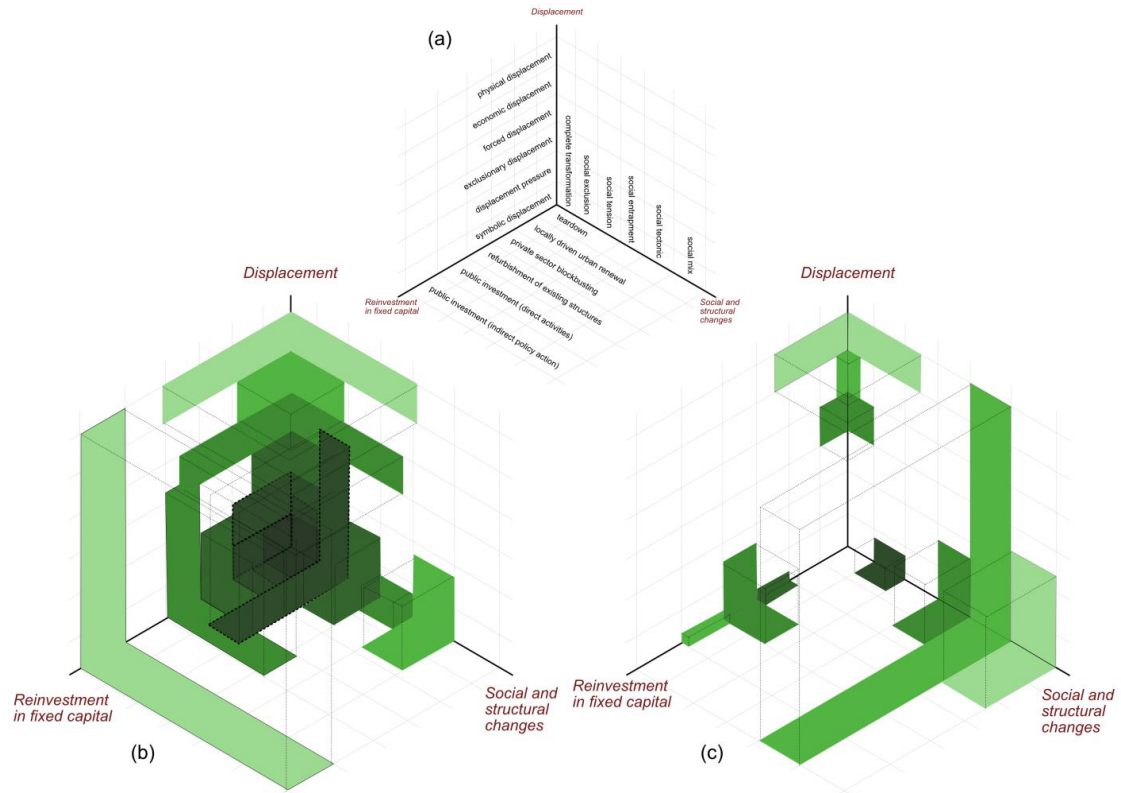 Displacement
(a)
physical displacement
economic displacement
forced displacement
exclusionary displacement
displacement pressure
symbolic displacement
complete transformation
social exclusion
social tension
social entrapment
social tectonic
social mix
teardown
locally driven urban renewal
private sector blockbusting
refurbishment of existing structures
public investment (direct activities)
public investment (indirect policy action)
Reinvestment
in fixed capital
Social and
structural
changes
Displacement
Reinvestment
in fixed capital
Social and
structural
changes
(b)
Displacement
Reinvestment
in fixed capital
Social and
structural
changes
(c)